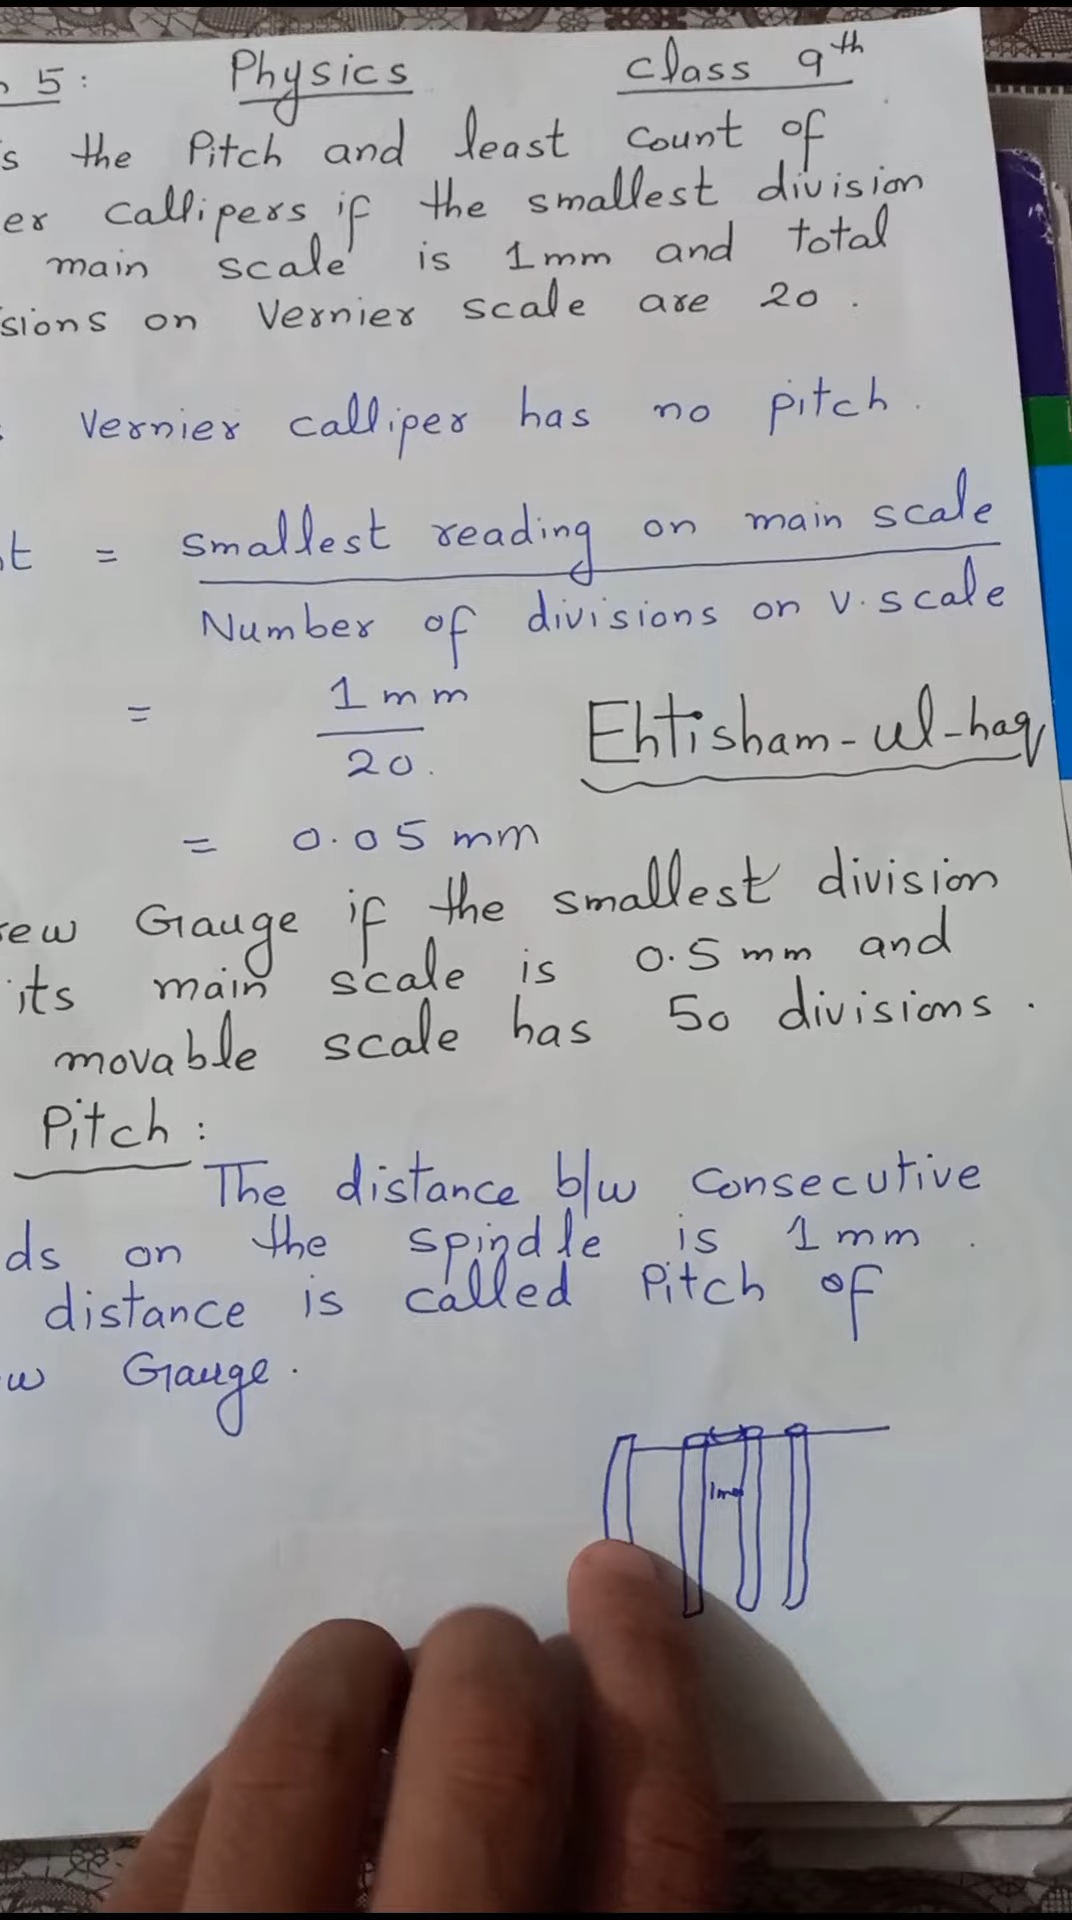 5: Physics class 9th
the Pitch and least count of
callipers if the smallest division
main scale is 1mm and total
sions on Vernier scale are 20.
Vernier calliper has no pitch.
= smallest reading on main scale
Number of divisions on V. scale
= 1mm
20.
Ehtisham-ul-haq
= 0.05 mm
Gauge if the smallest division
its main scale is 0.5 mm and
movable scale has 50 divisions.
Pitch:
The distance b/w consecutive
ds on the spindle is 1mm.
distance is called Pitch of
w Gauge.
1mm